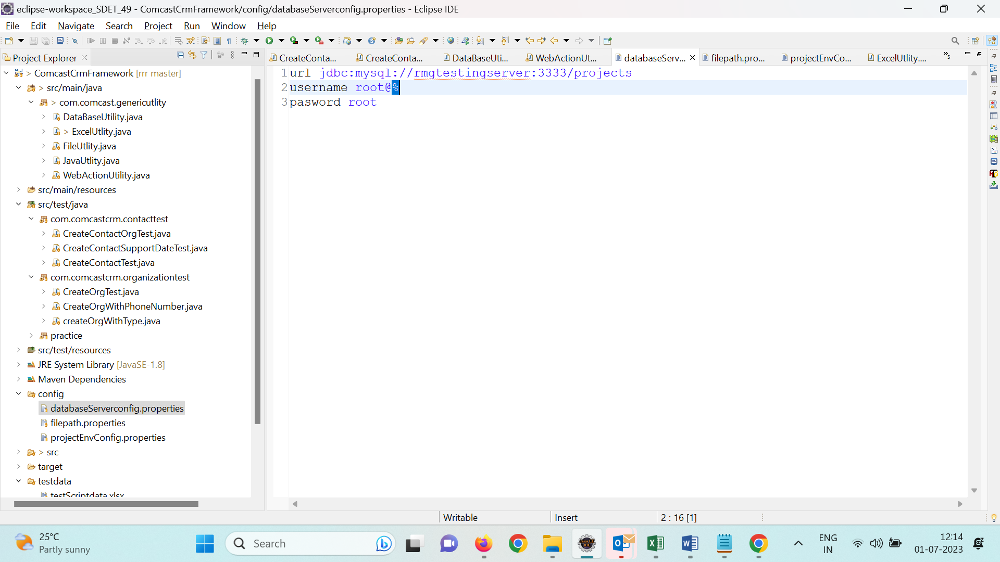 eclipse-workspace_SDET_49 - ComcastCrmFramework/config/databaseServerconfig.properties - Eclipse IDE
File Edit Navigate Search Project Run Window Help
Project Explorer
CreateConta... CreateConta... DataBaseUti... WebActionUt... databaseServ... filepath.pro... projectEnvCo... ExcelUtlity.... »5
> ComcastCrmFramework [rrr master]
> src/main/java
> com.comcast.genericutlity
DataBaseUtility.java
> ExcelUtlity.java
FileUtlity.java
JavaUtlity.java
WebActionUtility.java
src/main/resources
src/test/java
com.comcastcrm.contacttest
CreateContactOrgTest.java
CreateContactSupportDateTest.java
CreateContactTest.java
com.comcastcrm.organizationtest
CreateOrgTest.java
CreateOrgWithPhoneNumber.java
createOrgWithType.java
practice
src/test/resources
JRE System Library [JavaSE-1.8]
Maven Dependencies
config
databaseServerconfig.properties
filepath.properties
projectEnvConfig.properties
> src
target
testdata
testScriptdata.xlsx
1 url jdbc:mysql://rmgtestingserver:3333/projects
2 username root@%
3 pasword root
Writable Insert 2 : 16 [1]
25°C
Partly sunny
Search
ENG
IN
12:14
01-07-2023